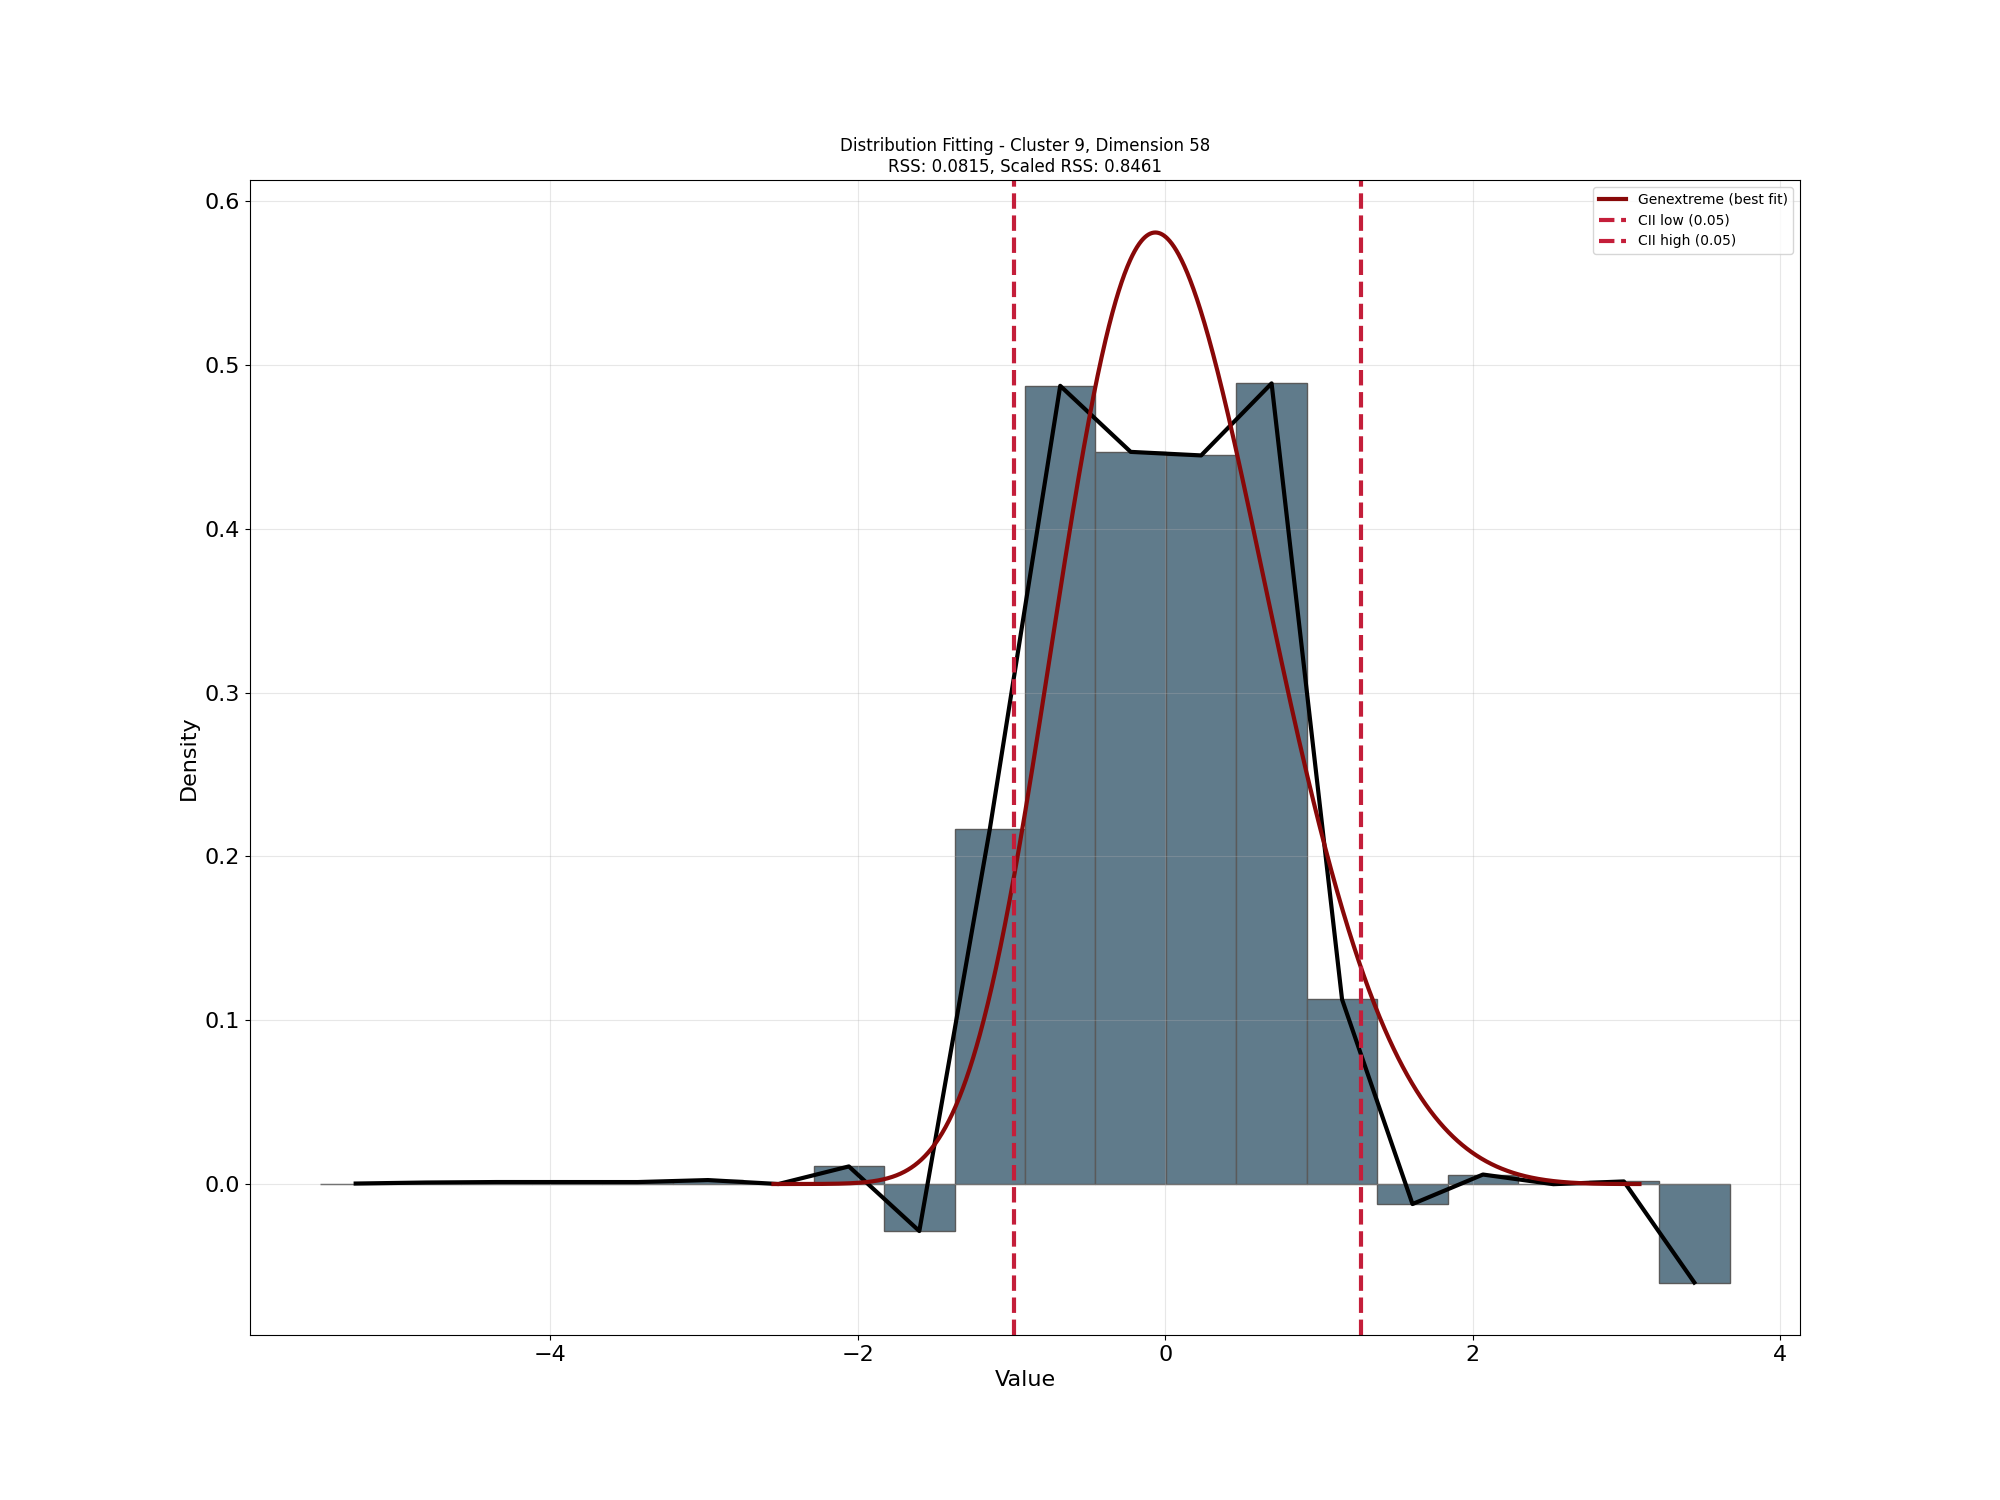 Distribution Fitting - Cluster 9, Dimension 58
RSS: 0.0815, Scaled RSS: 0.8461
Genextreme (best fit)
CII low (0.05)
CII high (0.05)
0.6
0.5
0.4
0.3
0.2
0.1
0.0
Density
−4
−2
0
2
4
Value